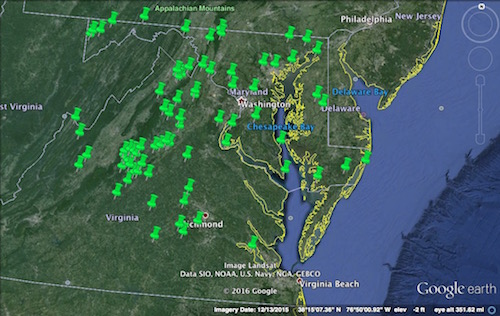 Appalachian Mountains
Philadelphia
New Jersey
Maryland
Washington
Delaware Bay
Delaware
st Virginia
Chesapeake Bay
Virginia
Richmond
Image Landsat
Data SIO, NOAA, U.S. Navy, NGA, GEBCO
© 2016 Google
Virginia Beach
Google earth
Imagery Date: 12/13/2015 38°15'07.36" N 76°50'00.92" W elev -2 ft eye alt 351.62 mi